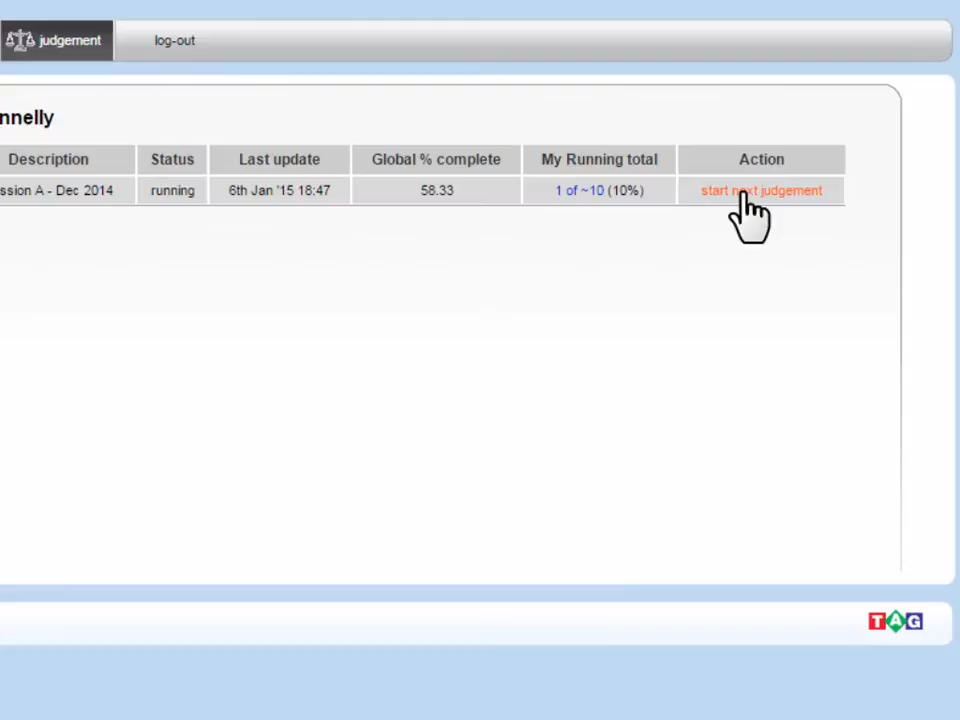 judgement log-out
nnelly
Description Status Last update Global % complete My Running total Action
ssion A - Dec 2014 running 6th Jan '15 18:47 58.33 1 of ~10 (10%) start next judgement
TAG